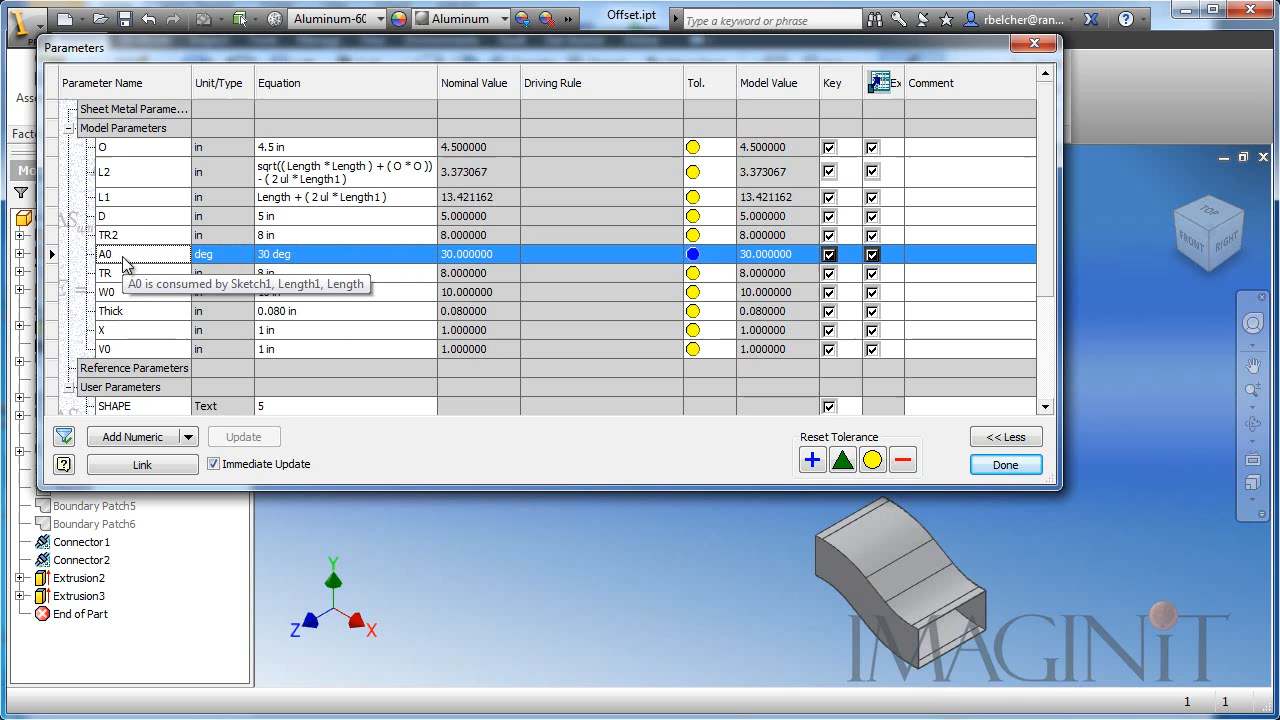 Aluminum-60
Aluminum
Offset.ipt
Type a keyword or phrase
rbelcher@ran...
Parameters
Parameter Name Unit/Type Equation Nominal Value Driving Rule Tol. Model Value Key Ex Comment
Sheet Metal Parame...
Model Parameters
O in 4.5 in 4.500000 4.500000
L2 in sqrt(( Length * Length ) + ( O * O ))
- ( 2 ul * Length1 ) 3.373067 3.373067
L1 in Length + ( 2 ul * Length1 ) 13.421162 13.421162
D in 5 in 5.000000 5.000000
TR2 in 8 in 8.000000 8.000000
A0 deg 30 deg 30.000000 30.000000
TR in 8 in 8.000000 8.000000
A0 is consumed by Sketch1, Length1, Length
W0 in 10.000000 10.000000
Thick in 0.080 in 0.080000 0.080000
X in 1 in 1.000000 1.000000
V0 in 1 in 1.000000 1.000000
Reference Parameters
User Parameters
SHAPE Text 5
Add Numeric Update Reset Tolerance << Less
Link Immediate Update Done
Boundary Patch5
Boundary Patch6
Connector1
Connector2
Extrusion2
Extrusion3
End of Part
TOP
FRONT RIGHT
Y
Z X
IMAGINiT
1 1